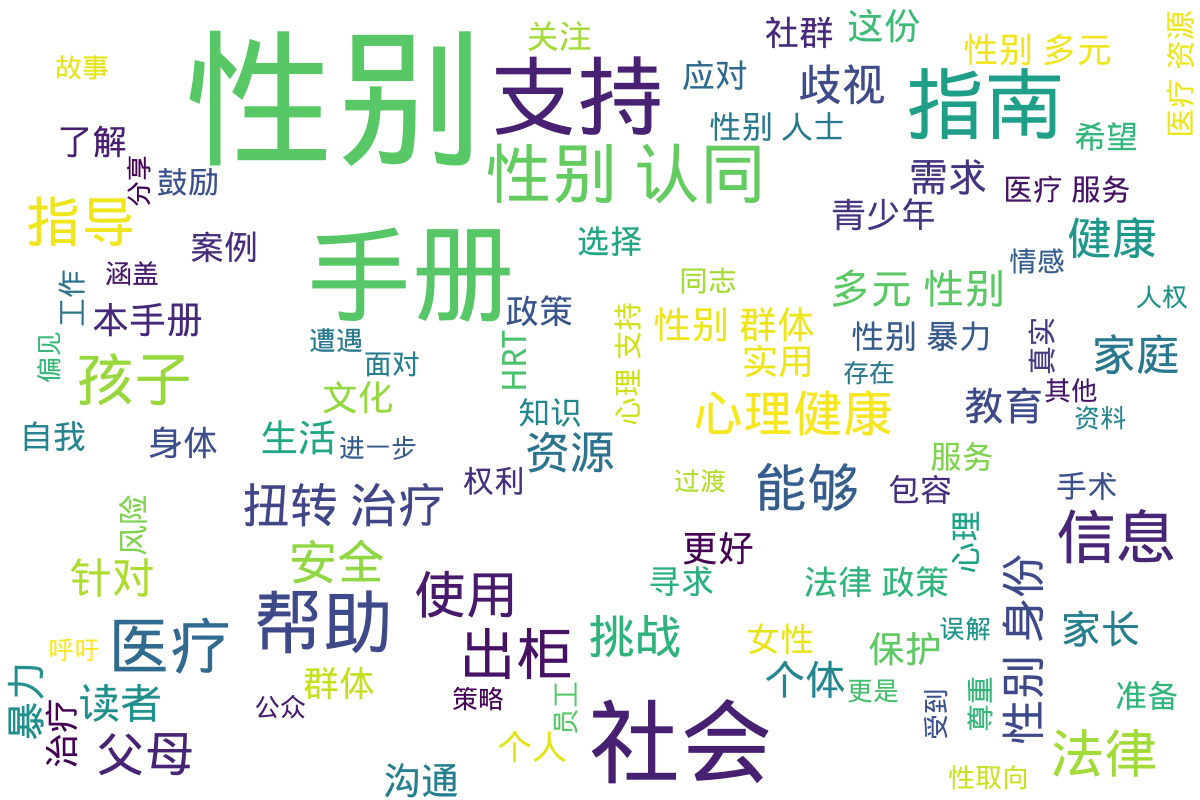 性别
支持
关注
社群
这份
性别 多元
医疗 资源
故事
应对
歧视
指南
了解
性别 人士
希望
分享
鼓励
性别 认同
需求
医疗 服务
指导
青少年
案例
手册
选择
健康
涵盖
工作
同志
多元 性别
情感
人权
本手册
政策
性别 群体
心理 支持
性别 暴力
真实
遭遇
面对
HRT
实用
家庭
偏见
孩子
存在
文化
心理健康
教育
其他
知识
资料
自我
身体
生活
进一步
资源
服务
权利
过渡
能够
包容
手术
扭转 治疗
风险
信息
更好
心理
安全
针对
使用
寻求
法律 政策
性别 身份
帮助
医疗
出柜
挑战
女性
保护
误解
家长
呼吁
群体
个体
暴力
读者
治疗
公众
策略
员工
更是
受到
尊重
准备
父母
个人
社会
法律
沟通
性取向